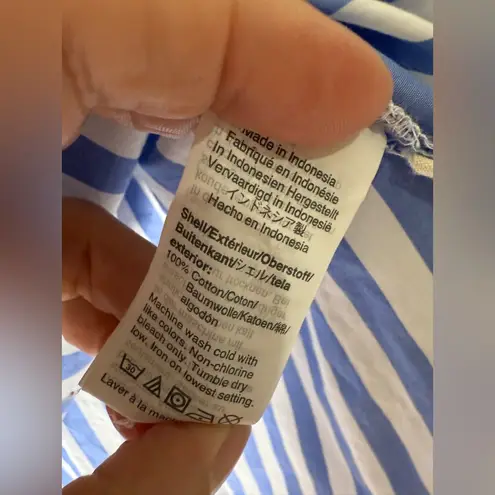 Made in Indonesia
Fabriqué en Indonésie
In Indonesien Hergestellt
Vervaardigd in Indonesië
インドネシア製
Hecho en Indonesia
Shell/Extérieur/Oberstoff/
Buitenkant/シェル/tela
exterior:
100% Cotton/Coton/
Baumwolle/Katoen/綿/
algodón
Machine wash cold with
like colors. Non-chlorine
bleach only. Tumble dry
low. Iron on lowest setting.
30
Laver à la ma